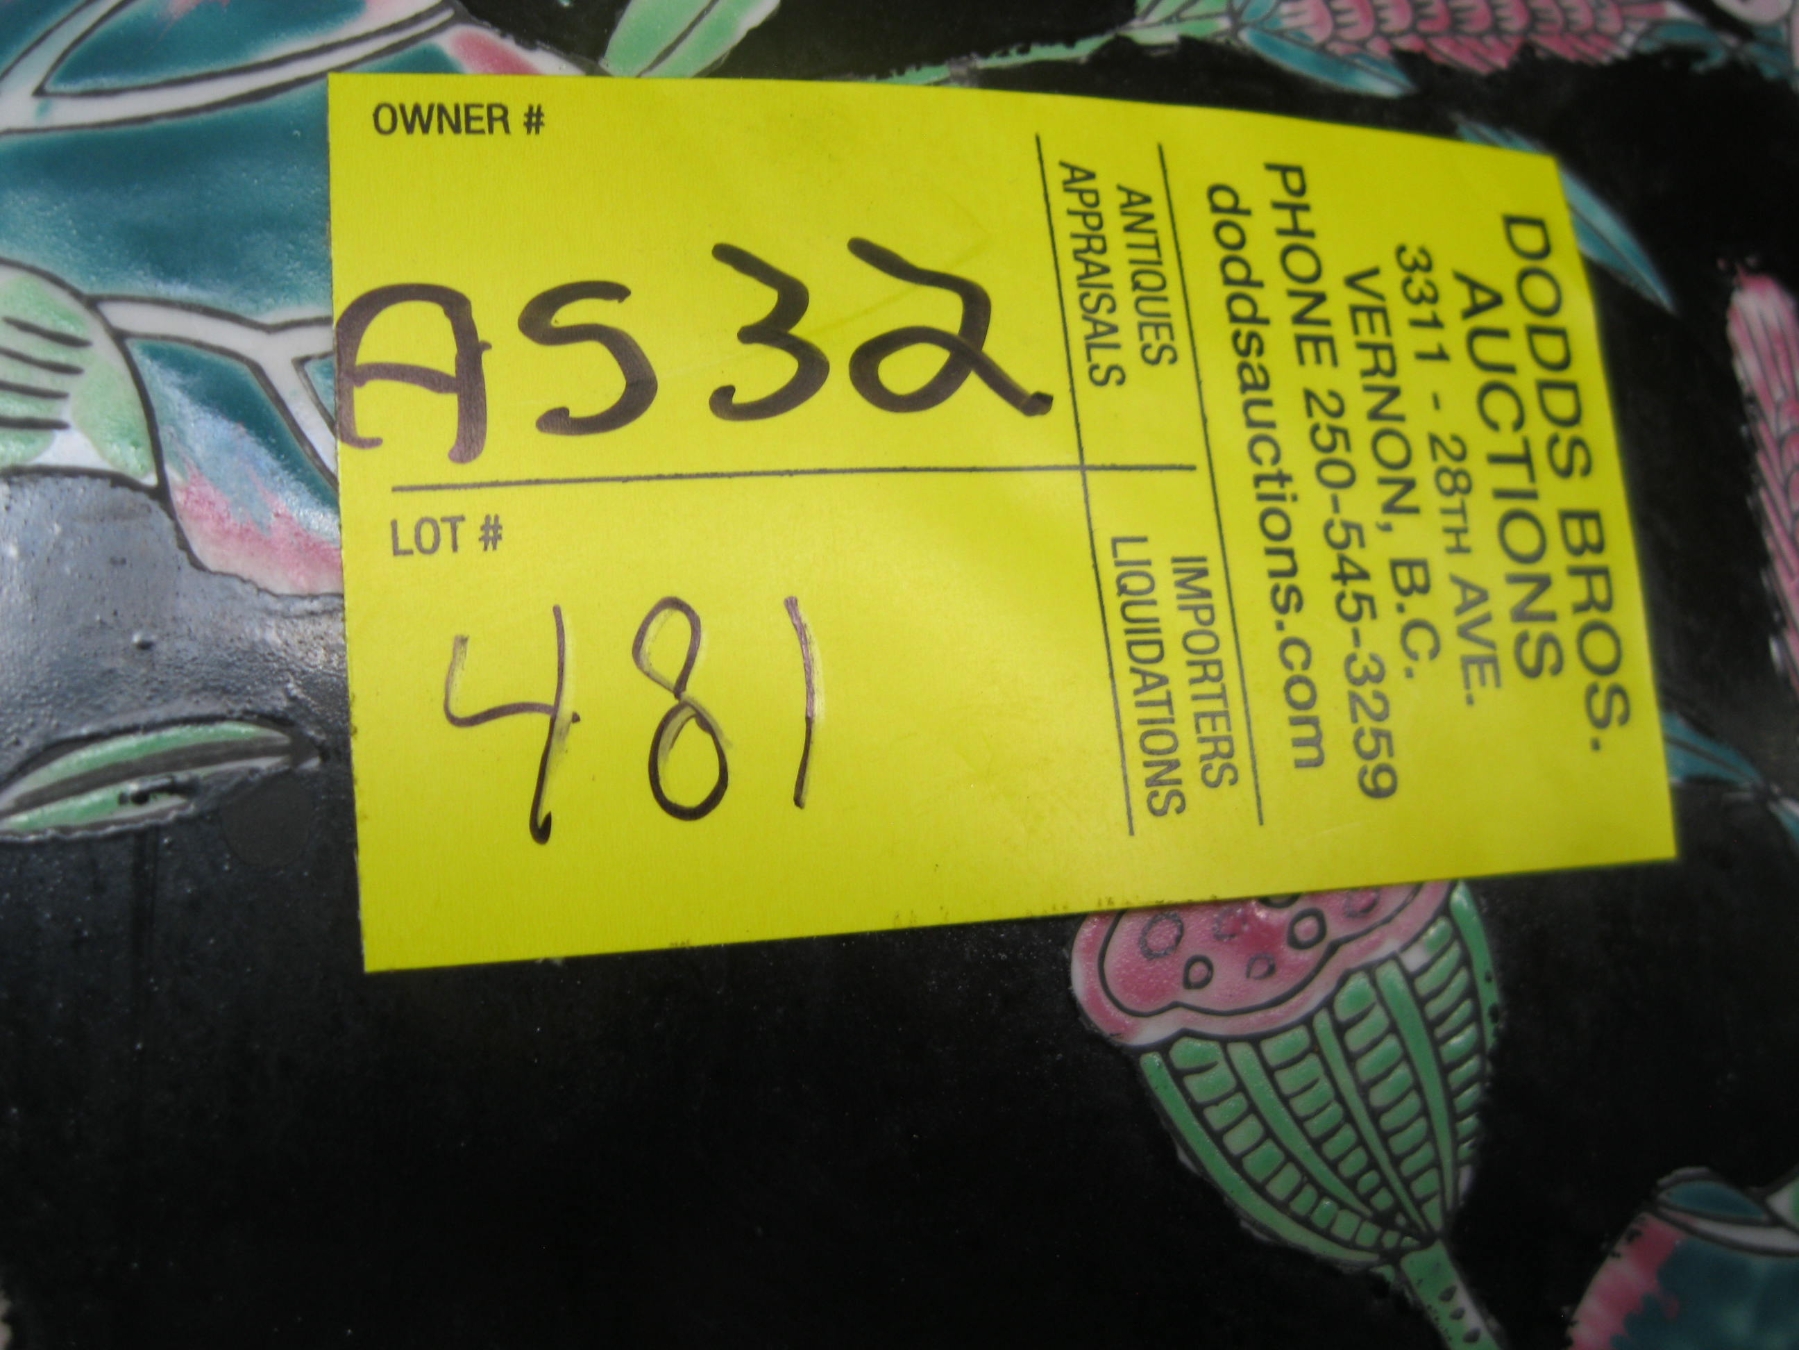 OWNER #
AS32
LOT #
481
DODDS BROS.
AUCTIONS
3311 - 28TH AVE.
VERNON, B.C.
PHONE 250-545-3259
doddsauctions.com
ANTIQUES
APPRAISALS
IMPORTERS
LIQUIDATIONS